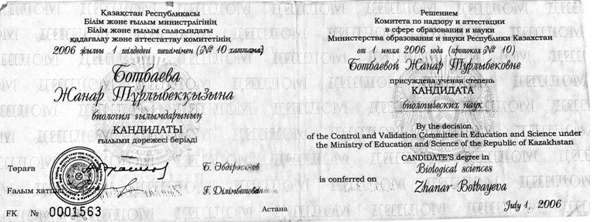 Қазақстан Республикасы
Білім және ғылым министрлігінің
Білім және ғылым саласындағы
қадағалау және аттестаттау комитетінің
2006 жылғы 1 шілдедегі шешімімен (№ 10 хаттама)
Ботбаева
Жанар Тұрлыбекқызына
биология ғылымдарының
КАНДИДАТЫ
ғылыми дәрежесі берілді
Төраға
Б. Әбдірасилов
Ғалым хатшы
FK № 0001563
Астана
Решением
Комитета по надзору и аттестации
в сфере образования и науки
Министерства образования и науки Республики Казахстан
от 1 июля 2006 года (протокол № 10)
Ботбаевой Жанар Турлыбековне
присуждена ученая степень
КАНДИДАТА
биологических наук
By the decision
of the Control and Validation Committee in Education and Science under
the Ministry of Education and Science of the Republic of Kazakhstan
CANDIDATE'S degree in
Biological sciences
is conferred on
Zhanar Botbayeva
July 1, 2006